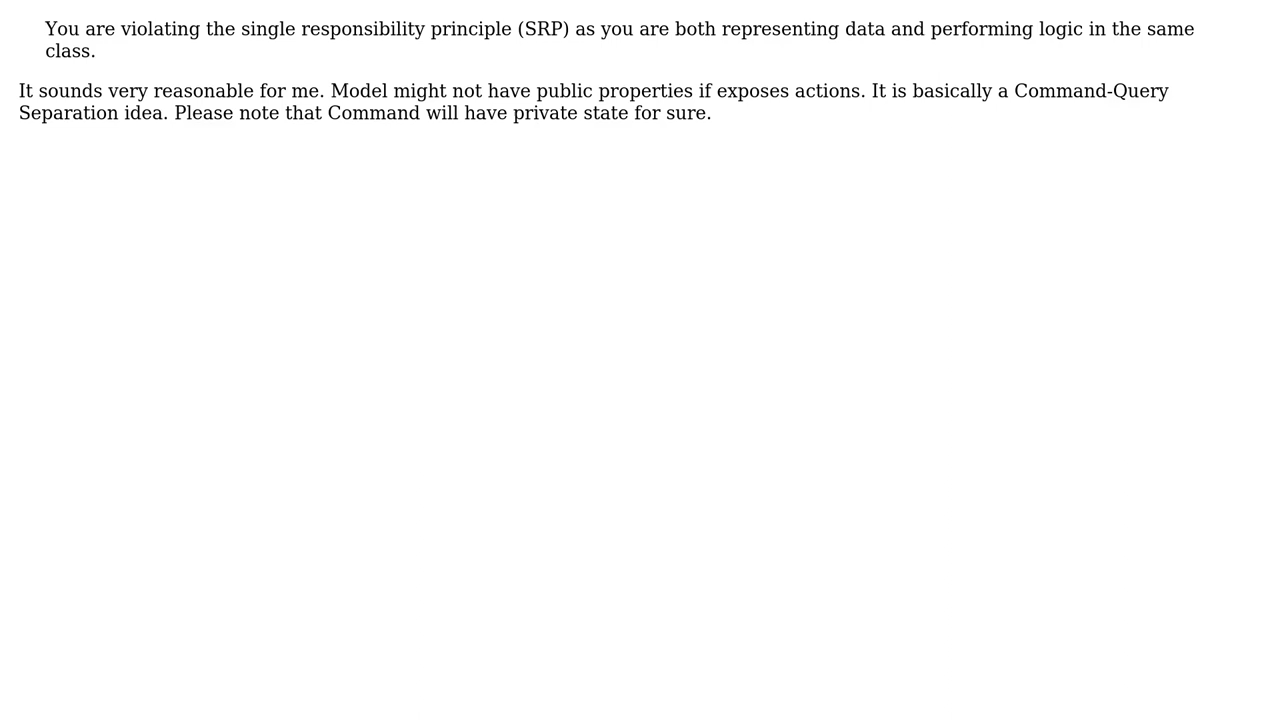 You are violating the single responsibility principle (SRP) as you are both representing data and performing logic in the same
class.
It sounds very reasonable for me. Model might not have public properties if exposes actions. It is basically a Command-Query
Separation idea. Please note that Command will have private state for sure.